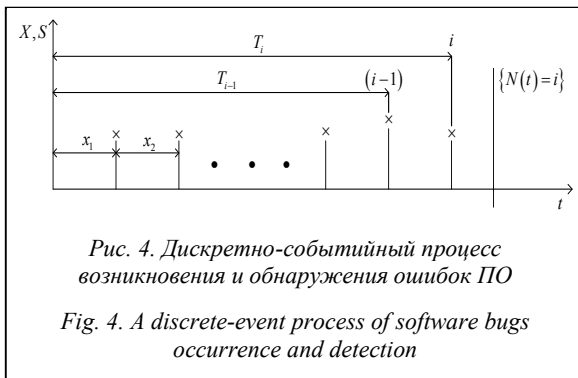 X,S
T_i
i
T_{i-1}
(i−1)
{N(t)=i}
x_1
x_2
t
Рис. 4. Дискретно-событийный процесс
возникновения и обнаружения ошибок ПО
Fig. 4. A discrete-event process of software bugs
occurrence and detection